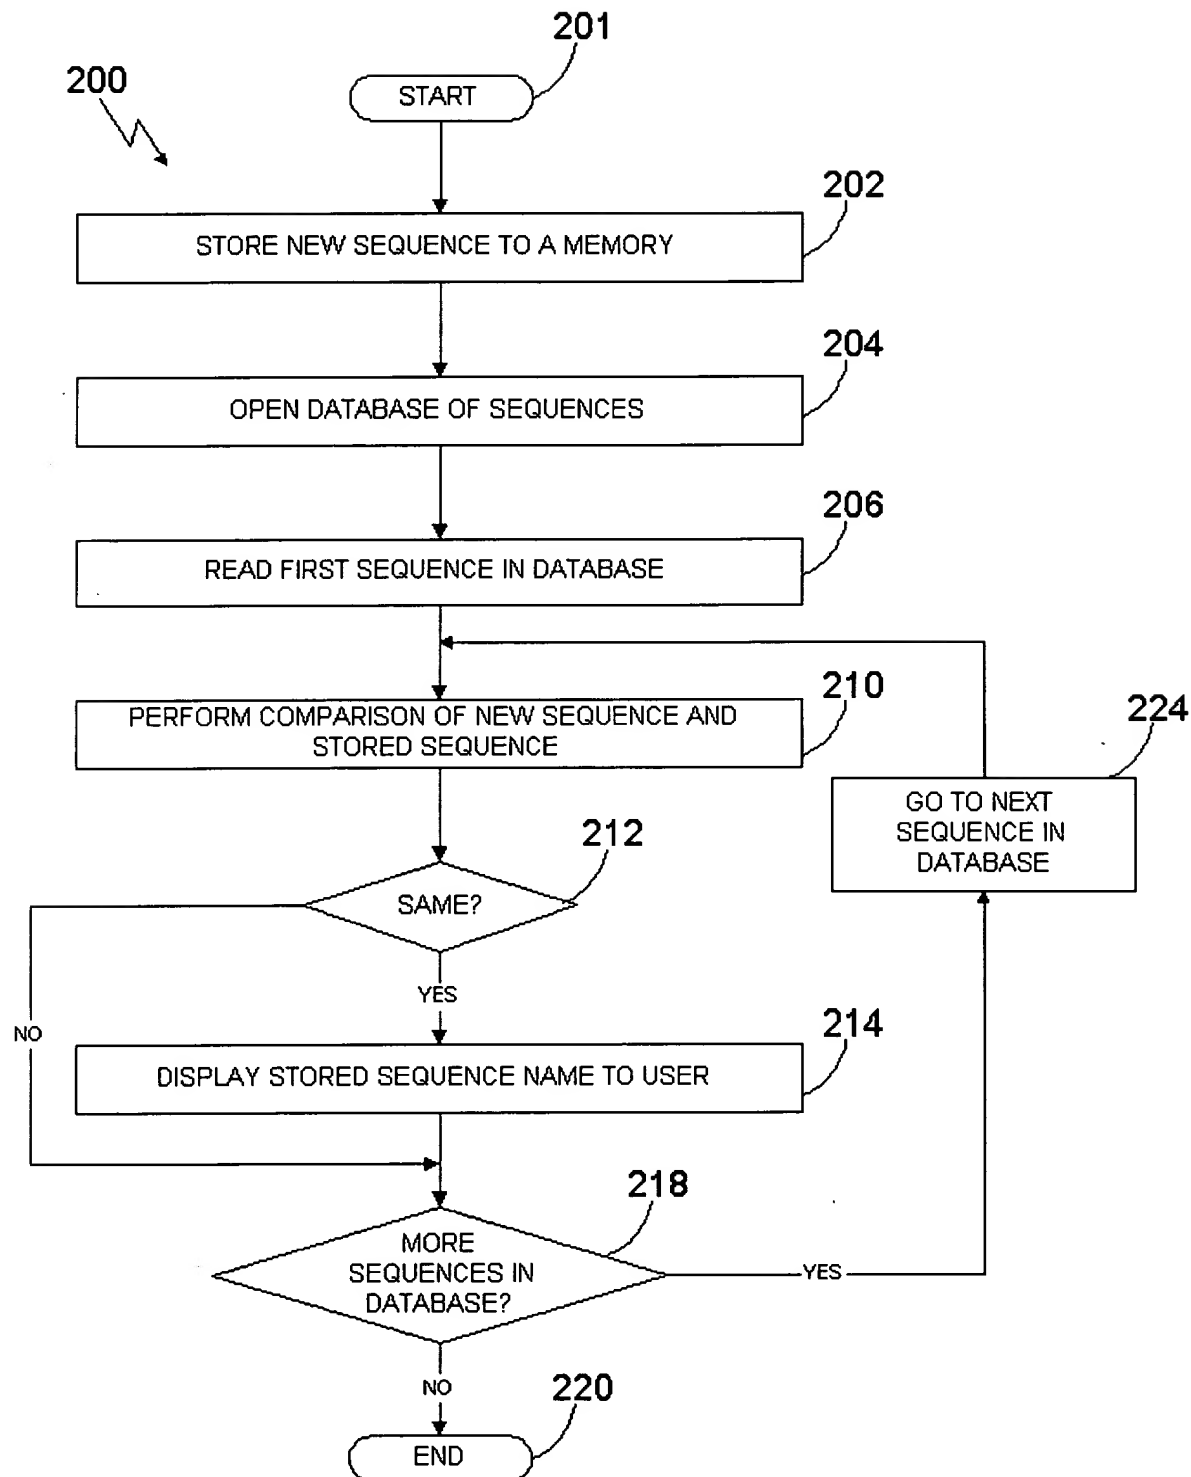 201
200
START
202
STORE NEW SEQUENCE TO A MEMORY
204
OPEN DATABASE OF SEQUENCES
206
READ FIRST SEQUENCE IN DATABASE
210
PERFORM COMPARISON OF NEW SEQUENCE AND
STORED SEQUENCE
224
GO TO NEXT
SEQUENCE IN
DATABASE
212
SAME?
YES
NO
214
DISPLAY STORED SEQUENCE NAME TO USER
218
MORE
SEQUENCES IN
DATABASE?
YES
NO
220
END